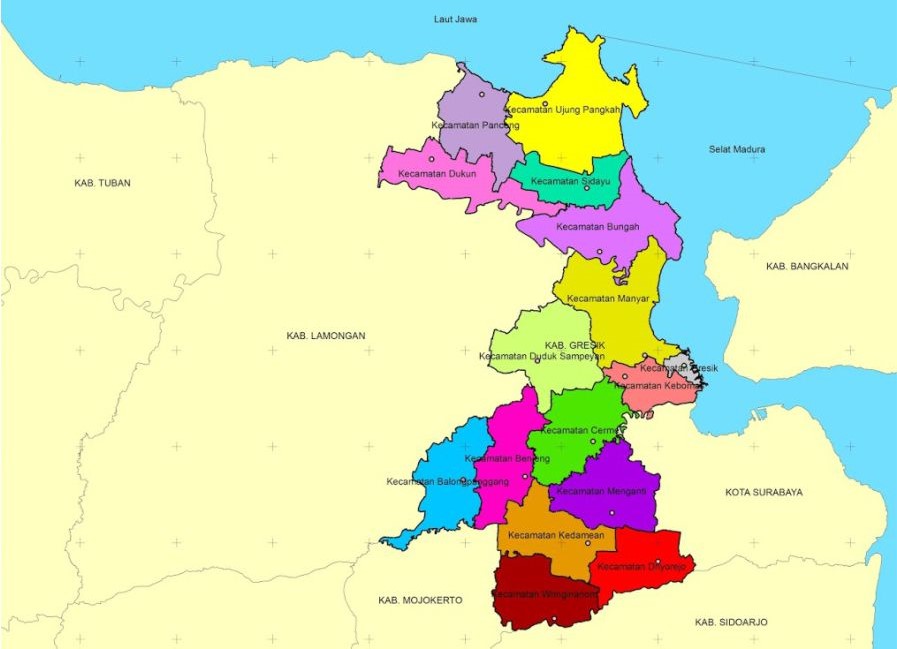 Laut Jawa
Kecamatan Ujung Pangkah
Kecamatan Panceng
Selat Madura
Kecamatan Dukun
Kecamatan Sidayu
KAB. TUBAN
Kecamatan Bungah
KAB. BANGKALAN
Kecamatan Manyar
KAB. LAMONGAN
KAB. GRESIK
Kecamatan Duduk Sampeyan
Kecamatan Gresik
Kecamatan Kebomas
Kecamatan Cerme
Kecamatan Benjeng
Kecamatan Balongpanggang
Kecamatan Menganti
KOTA SURABAYA
Kecamatan Kedamean
Kecamatan Driyorejo
Kecamatan Wringinanom
KAB. MOJOKERTO
KAB. SIDOARJO